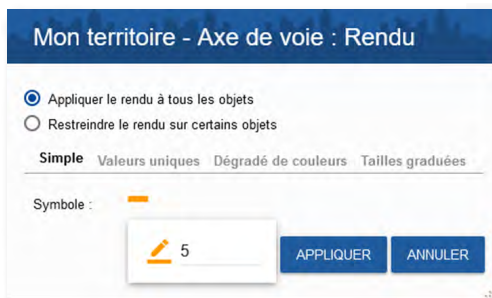 Mon territoire - Axe de voie : Rendu
Appliquer le rendu à tous les objets
Restreindre le rendu sur certains objets
Simple Valeurs uniques Dégradé de couleurs Tailles graduées
Symbole :
5 APPLIQUER ANNULER